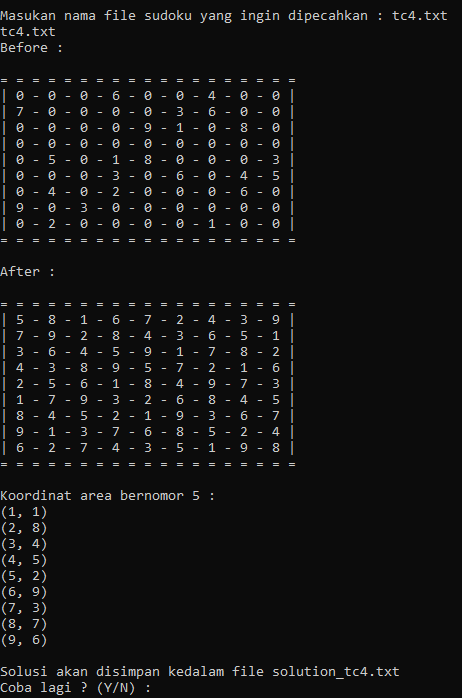 Masukan nama file sudoku yang ingin dipecahkan : tc4.txt
tc4.txt
Before :
= = = = = = = = = = = = = = = = = = =
| 0 - 0 - 0 - 6 - 0 - 0 - 4 - 0 - 0 |
| 7 - 0 - 0 - 0 - 0 - 3 - 6 - 0 - 0 |
| 0 - 0 - 0 - 0 - 9 - 1 - 0 - 8 - 0 |
| 0 - 0 - 0 - 0 - 0 - 0 - 0 - 0 - 0 |
| 0 - 5 - 0 - 1 - 8 - 0 - 0 - 0 - 3 |
| 0 - 0 - 0 - 3 - 0 - 6 - 0 - 4 - 5 |
| 0 - 4 - 0 - 2 - 0 - 0 - 0 - 6 - 0 |
| 9 - 0 - 3 - 0 - 0 - 0 - 0 - 0 - 0 |
| 0 - 2 - 0 - 0 - 0 - 0 - 1 - 0 - 0 |
= = = = = = = = = = = = = = = = = = =
After :
= = = = = = = = = = = = = = = = = = =
| 5 - 8 - 1 - 6 - 7 - 2 - 4 - 3 - 9 |
| 7 - 9 - 2 - 8 - 4 - 3 - 6 - 5 - 1 |
| 3 - 6 - 4 - 5 - 9 - 1 - 7 - 8 - 2 |
| 4 - 3 - 8 - 9 - 5 - 7 - 2 - 1 - 6 |
| 2 - 5 - 6 - 1 - 8 - 4 - 9 - 7 - 3 |
| 1 - 7 - 9 - 3 - 2 - 6 - 8 - 4 - 5 |
| 8 - 4 - 5 - 2 - 1 - 9 - 3 - 6 - 7 |
| 9 - 1 - 3 - 7 - 6 - 8 - 5 - 2 - 4 |
| 6 - 2 - 7 - 4 - 3 - 5 - 1 - 9 - 8 |
= = = = = = = = = = = = = = = = = = =
Koordinat area bernomor 5 :
(1, 1)
(2, 8)
(3, 4)
(4, 5)
(5, 2)
(6, 9)
(7, 3)
(8, 7)
(9, 6)
Solusi akan disimpan kedalam file solution_tc4.txt
Coba lagi ? (Y/N) :